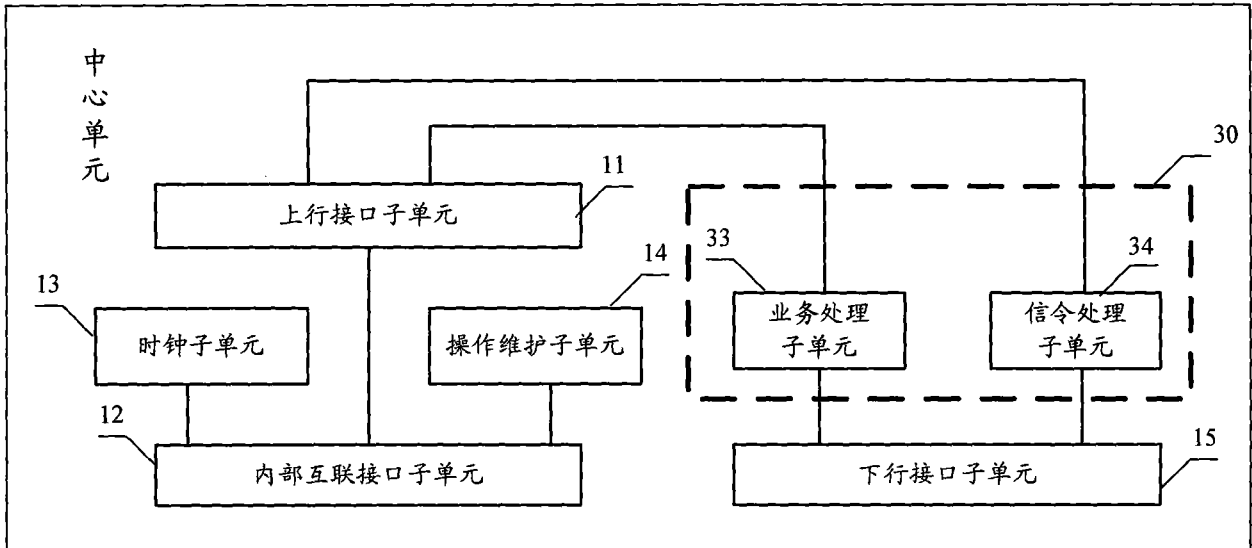 中心单元
11
上行接口子单元
30
33
业务处理
子单元
34
信令处理
子单元
13
时钟子单元
14
操作维护子单元
12
内部互联接口子单元
15
下行接口子单元